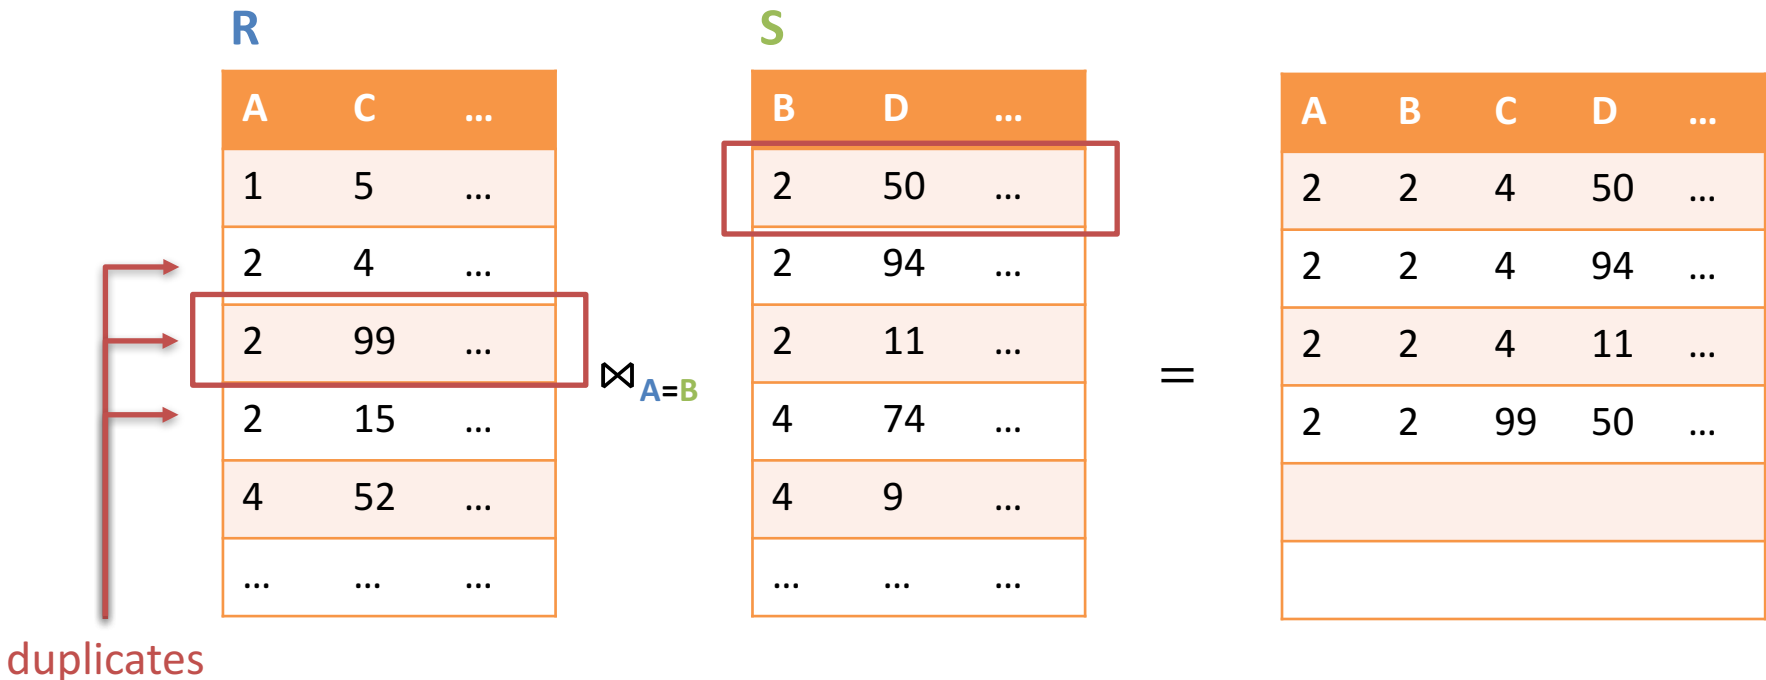 R S
A C ... B D ... A B C D ...
1 5 ... 2 50 ... 2 2 4 50 ...
2 4 ... 2 94 ... 2 2 4 94 ...
2 99 ... 2 11 ... 2 2 4 11 ...
⋈ A=B =
2 15 ... 4 74 ... 2 2 99 50 ...
4 52 ... 4 9 ...
... ... ... ... ... ...
duplicates